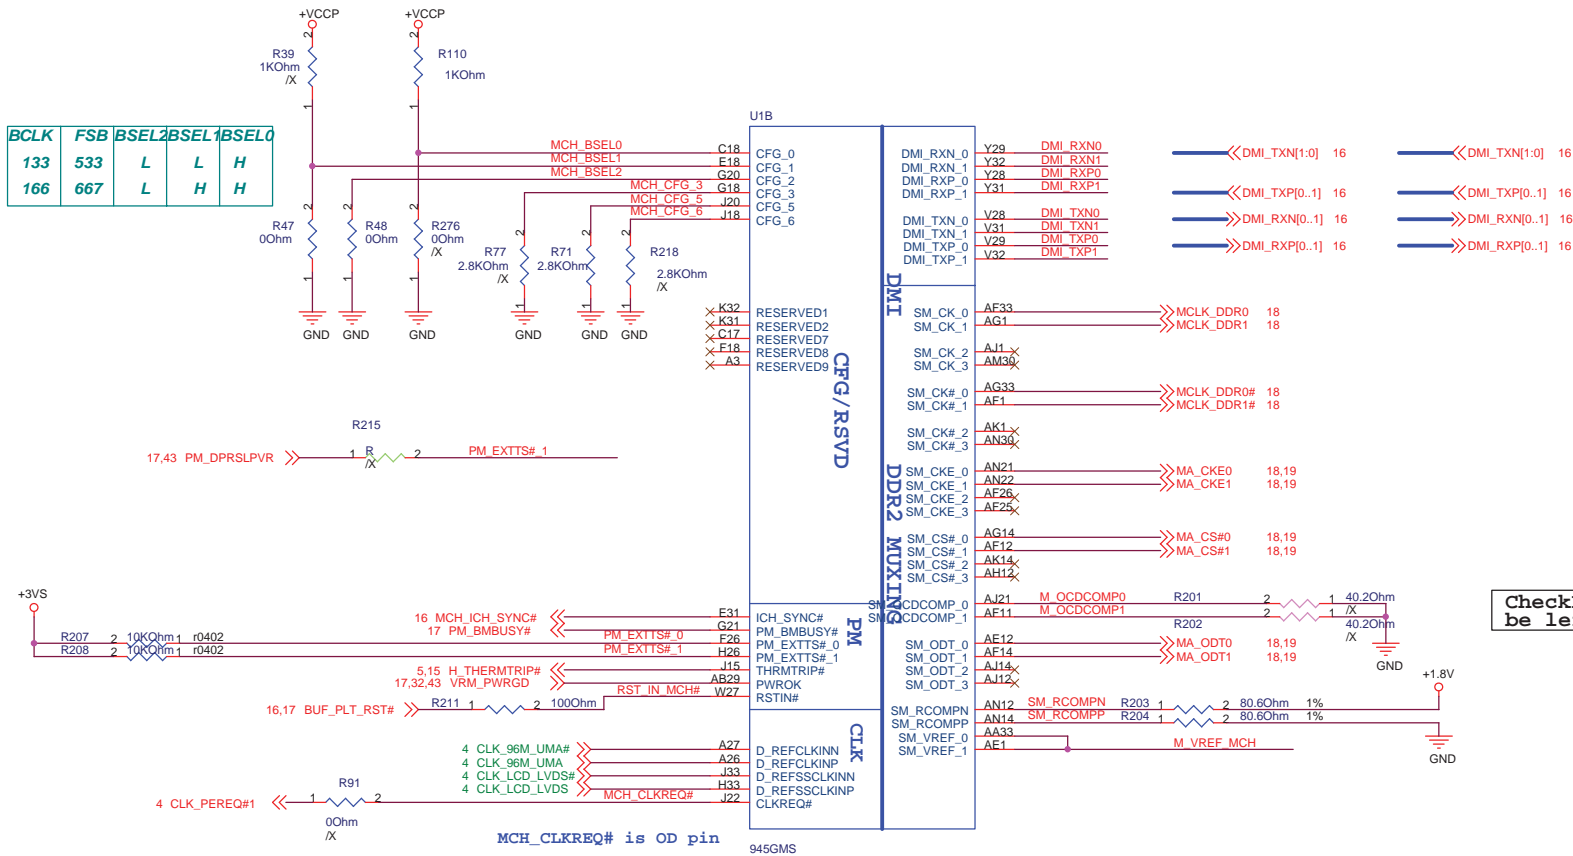 +VCCP +VCCP
R39 1KOhm /X 2 1
R110 1KOhm 2 1
BCLK FSB BSEL2 BSEL1 BSEL0
133 533 L L H
166 667 L H H
R47 0Ohm 2 1 GND
R48 0Ohm 2 1 GND
R276 0Ohm /X 2 1 GND
R77 2.8KOhm /X 2 1 GND
R71 2.8KOhm 2 1 GND
R218 2.8KOhm /X 2 1 GND
U1B
MCH_BSEL0 C18 CFG_0
MCH_BSEL1 E18 CFG_1
MCH_BSEL2 G20 CFG_2
MCH_CFG_3 G18 CFG_3
MCH_CFG_5 J20 CFG_5
MCH_CFG_6 J18 CFG_6
K32 RESERVED1
K31 RESERVED2
C17 RESERVED7
F18 RESERVED8
A3 RESERVED9
CFG/RSVD
R215
17,43 PM_DPRSLPVR 1 R /X 2 PM_EXTTS#_1
+3VS
R207 2 10KOhm 1 r0402
R208 2 10KOhm 1 r0402
16 MCH_ICH_SYNC# E31 ICH_SYNC#
17 PM_BMBUSY# G21 PM_BMBUSY#
PM_EXTTS#_0 F26 PM_EXTTS#_0
PM_EXTTS#_1 H26 PM_EXTTS#_1
5,15 H_THERMTRIP# J15 THRMTRIP#
17,32,43 VRM_PWRGD AB29 PWROK
16,17 BUF_PLT_RST# R211 1 2 100Ohm RST_IN_MCH# W27 RSTIN#
PM
4 CLK_96M_UMA# A27 D_REFCLKINN
4 CLK_96M_UMA A26 D_REFCLKINP
4 CLK_LCD_LVDS# J33 D_REFSSCLKINN
4 CLK_LCD_LVDS H33 D_REFSSCLKINP
4 CLK_PEREQ#1 1 R91 2 0Ohm /X MCH_CLKREQ# J22 CLKREQ#
CLK
MCH_CLKREQ# is OD pin
945GMS
DMI_RXN_0 Y29 DMI_RXN0
DMI_RXN_1 Y32 DMI_RXN1
DMI_RXP_0 Y28 DMI_RXP0
DMI_RXP_1 Y31 DMI_RXP1
DMI_TXN_0 V28 DMI_TXN0
DMI_TXN_1 V31 DMI_TXN1
DMI_TXP_0 V29 DMI_TXP0
DMI_TXP_1 V32 DMI_TXP1
DMI
DMI_TXN[1:0] 16 DMI_TXN[1:0] 16
DMI_TXP[0..1] 16 DMI_TXP[0..1] 16
DMI_RXN[0..1] 16 DMI_RXN[0..1] 16
DMI_RXP[0..1] 16 DMI_RXP[0..1] 16
SM_CK_0 AF33 MCLK_DDR0 18
SM_CK_1 AG1 MCLK_DDR1 18
SM_CK_2 AJ1
SM_CK_3 AM30
SM_CK#_0 AG33 MCLK_DDR0# 18
SM_CK#_1 AF1 MCLK_DDR1# 18
SM_CK#_2 AK1
SM_CK#_3 AN30
SM_CKE_0 AN21 MA_CKE0 18,19
SM_CKE_1 AN22 MA_CKE1 18,19
SM_CKE_2 AF26
SM_CKE_3 AF25
SM_CS#_0 AG14 MA_CS#0 18,19
SM_CS#_1 AF12 MA_CS#1 18,19
SM_CS#_2 AK14
SM_CS#_3 AH12
DDR2 MUXING
SM_OCDCOMP_0 AJ21 M_OCDCOMP0 R201 2 1 40.2Ohm /X
SM_OCDCOMP_1 AF11 M_OCDCOMP1 R202 2 1 40.2Ohm /X
GND
SM_ODT_0 AE12 MA_ODT0 18,19
SM_ODT_1 AF14 MA_ODT1 18,19
SM_ODT_2 AJ14
SM_ODT_3 AJ12
+1.8V
SM_RCOMPN AN12 SM_RCOMPN R203 1 2 80.6Ohm 1%
SM_RCOMPP AN14 SM_RCOMPP R204 1 2 80.6Ohm 1%
GND
SM_VREF_0 AA33
SM_VREF_1 AE1 M_VREF_MCH